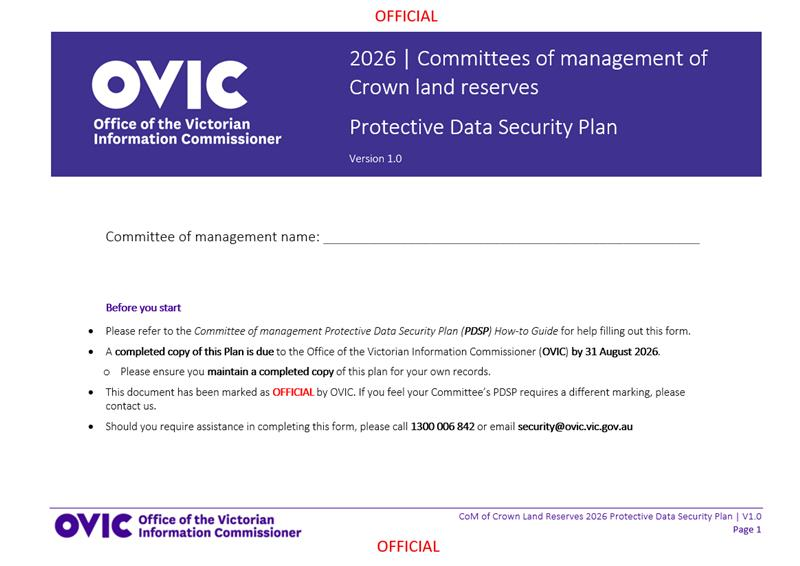 OFFICIAL
OVIC
Office of the Victorian
Information Commissioner
2026 | Committees of management of
Crown land reserves
Protective Data Security Plan
Version 1.0
Committee of management name: ____________________
Before you start
• Please refer to the Committee of management Protective Data Security Plan (PDSP) How-to Guide for help filling out this form.
• A completed copy of this Plan is due to the Office of the Victorian Information Commissioner (OVIC) by 31 August 2026.
o Please ensure you maintain a completed copy of this plan for your own records.
• This document has been marked as OFFICIAL by OVIC. If you feel your Committee's PDSP requires a different marking, please
contact us.
• Should you require assistance in completing this form, please call 1300 006 842 or email security@ovic.vic.gov.au
OVIC
Office of the Victorian
Information Commissioner
CoM of Crown Land Reserves 2026 Protective Data Security Plan | V1.0
Page 1
OFFICIAL